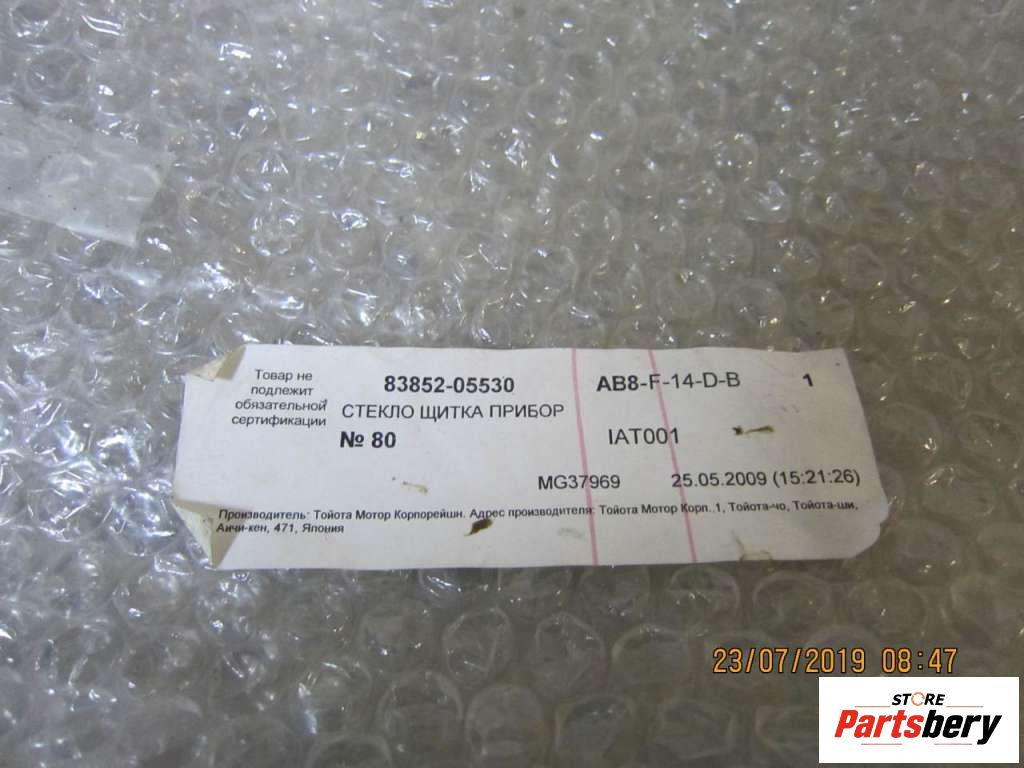 Товар не
подлежит
обязательной
сертификации
83852-05530
СТЕКЛО ЩИТКА ПРИБОР
№ 80
AB8-F-14-D-B 1
IAT001
MG37969 25.05.2009 (15:21:26)
Производитель: Тойота Мотор Корпорейшн. Адрес производителя: Тойота Мотор Корп. 1, Тойота-чо, Тойота-ши,
Аичи-кен, 471, Япония
23/07/2019 08:47
STORE
Partsbery